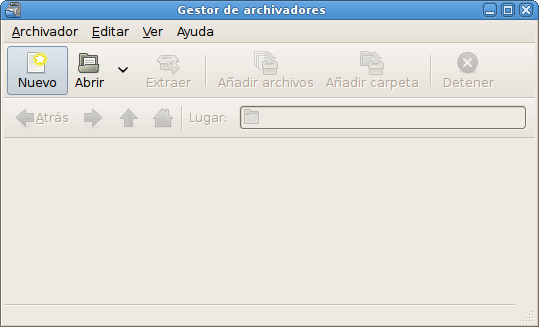 Gestor de archivadores
Archivador Editar Ver Ayuda
Nuevo Abrir Extraer Añadir archivos Añadir carpeta Detener
Atrás Lugar: